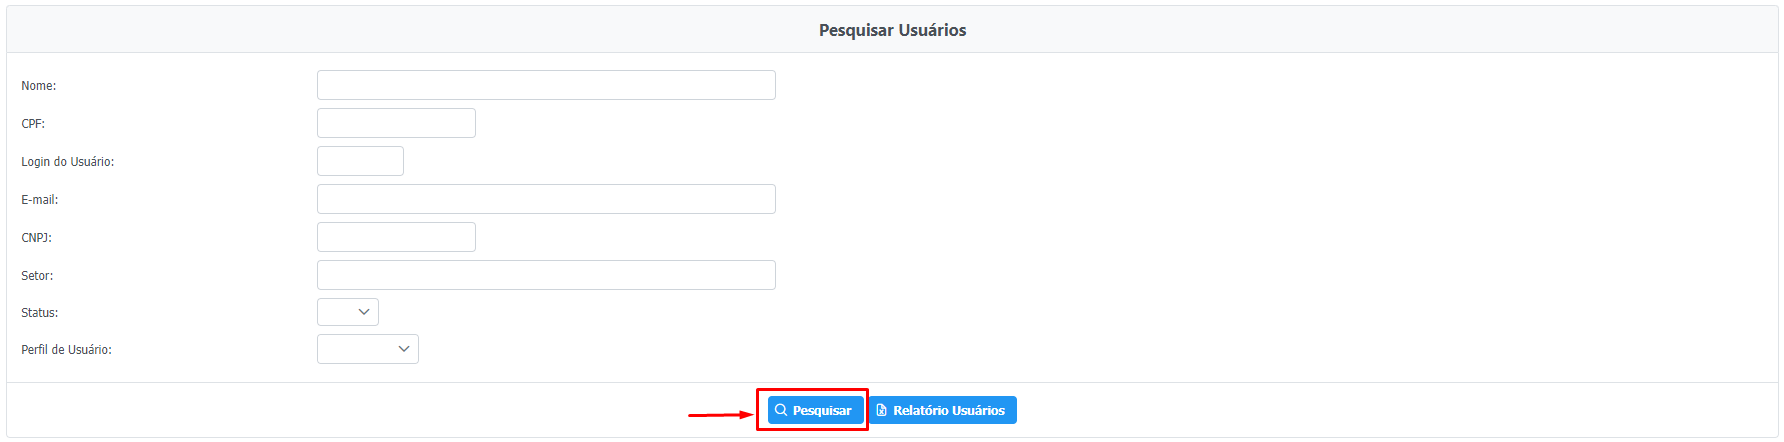 Pesquisar Usuários
Nome:
CPF:
Login do Usuário:
E-mail:
CNPJ:
Setor:
Status:
Perfil de Usuário:
Pesquisar Relatório Usuários